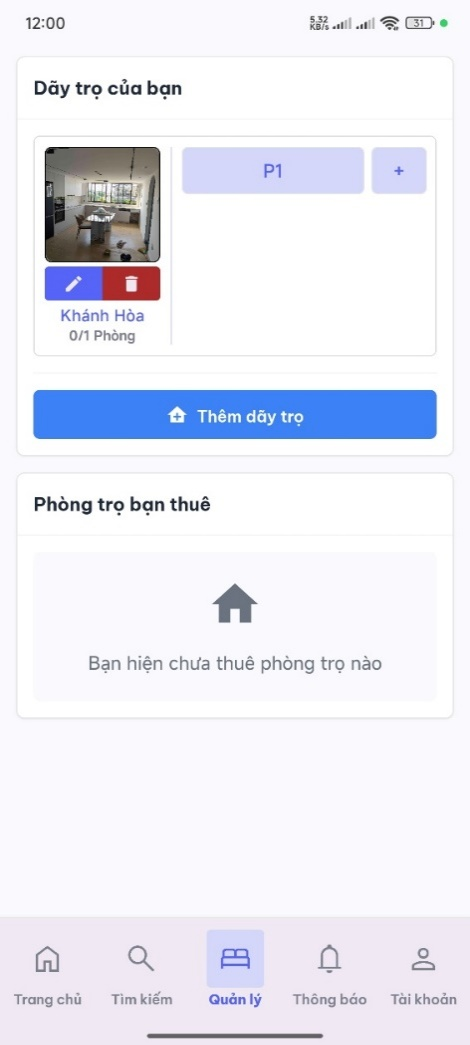 12:00
5.32
KB/s
31
Dãy trọ của bạn
P1
+
Khánh Hòa
0/1 Phòng
Thêm dãy trọ
Phòng trọ bạn thuê
Bạn hiện chưa thuê phòng trọ nào
Trang chủ
Tìm kiếm
Quản lý
Thông báo
Tài khoản